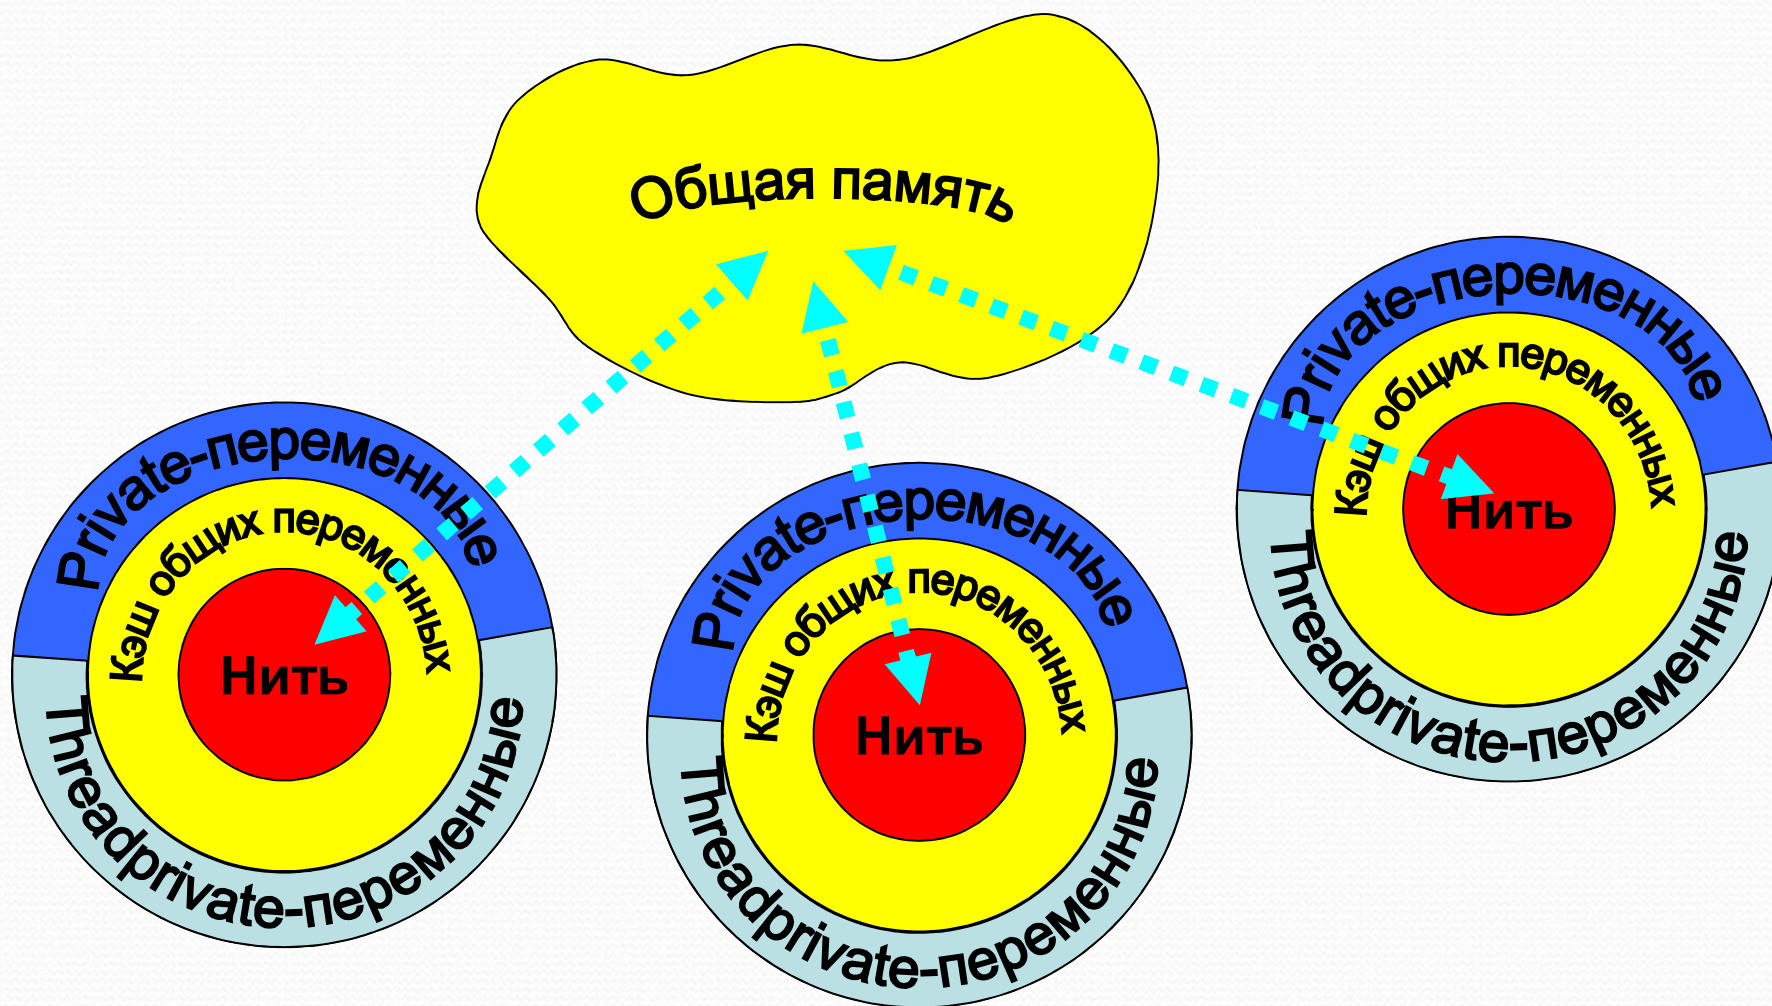 Общая память
Private-переменные
Кэш общих переменных
Нить
Threadprivate-переменные
Private-переменные
Кэш общих переменных
Нить
Threadprivate-переменные
Private-переменные
Кэш общих переменных
Нить
Threadprivate-переменные